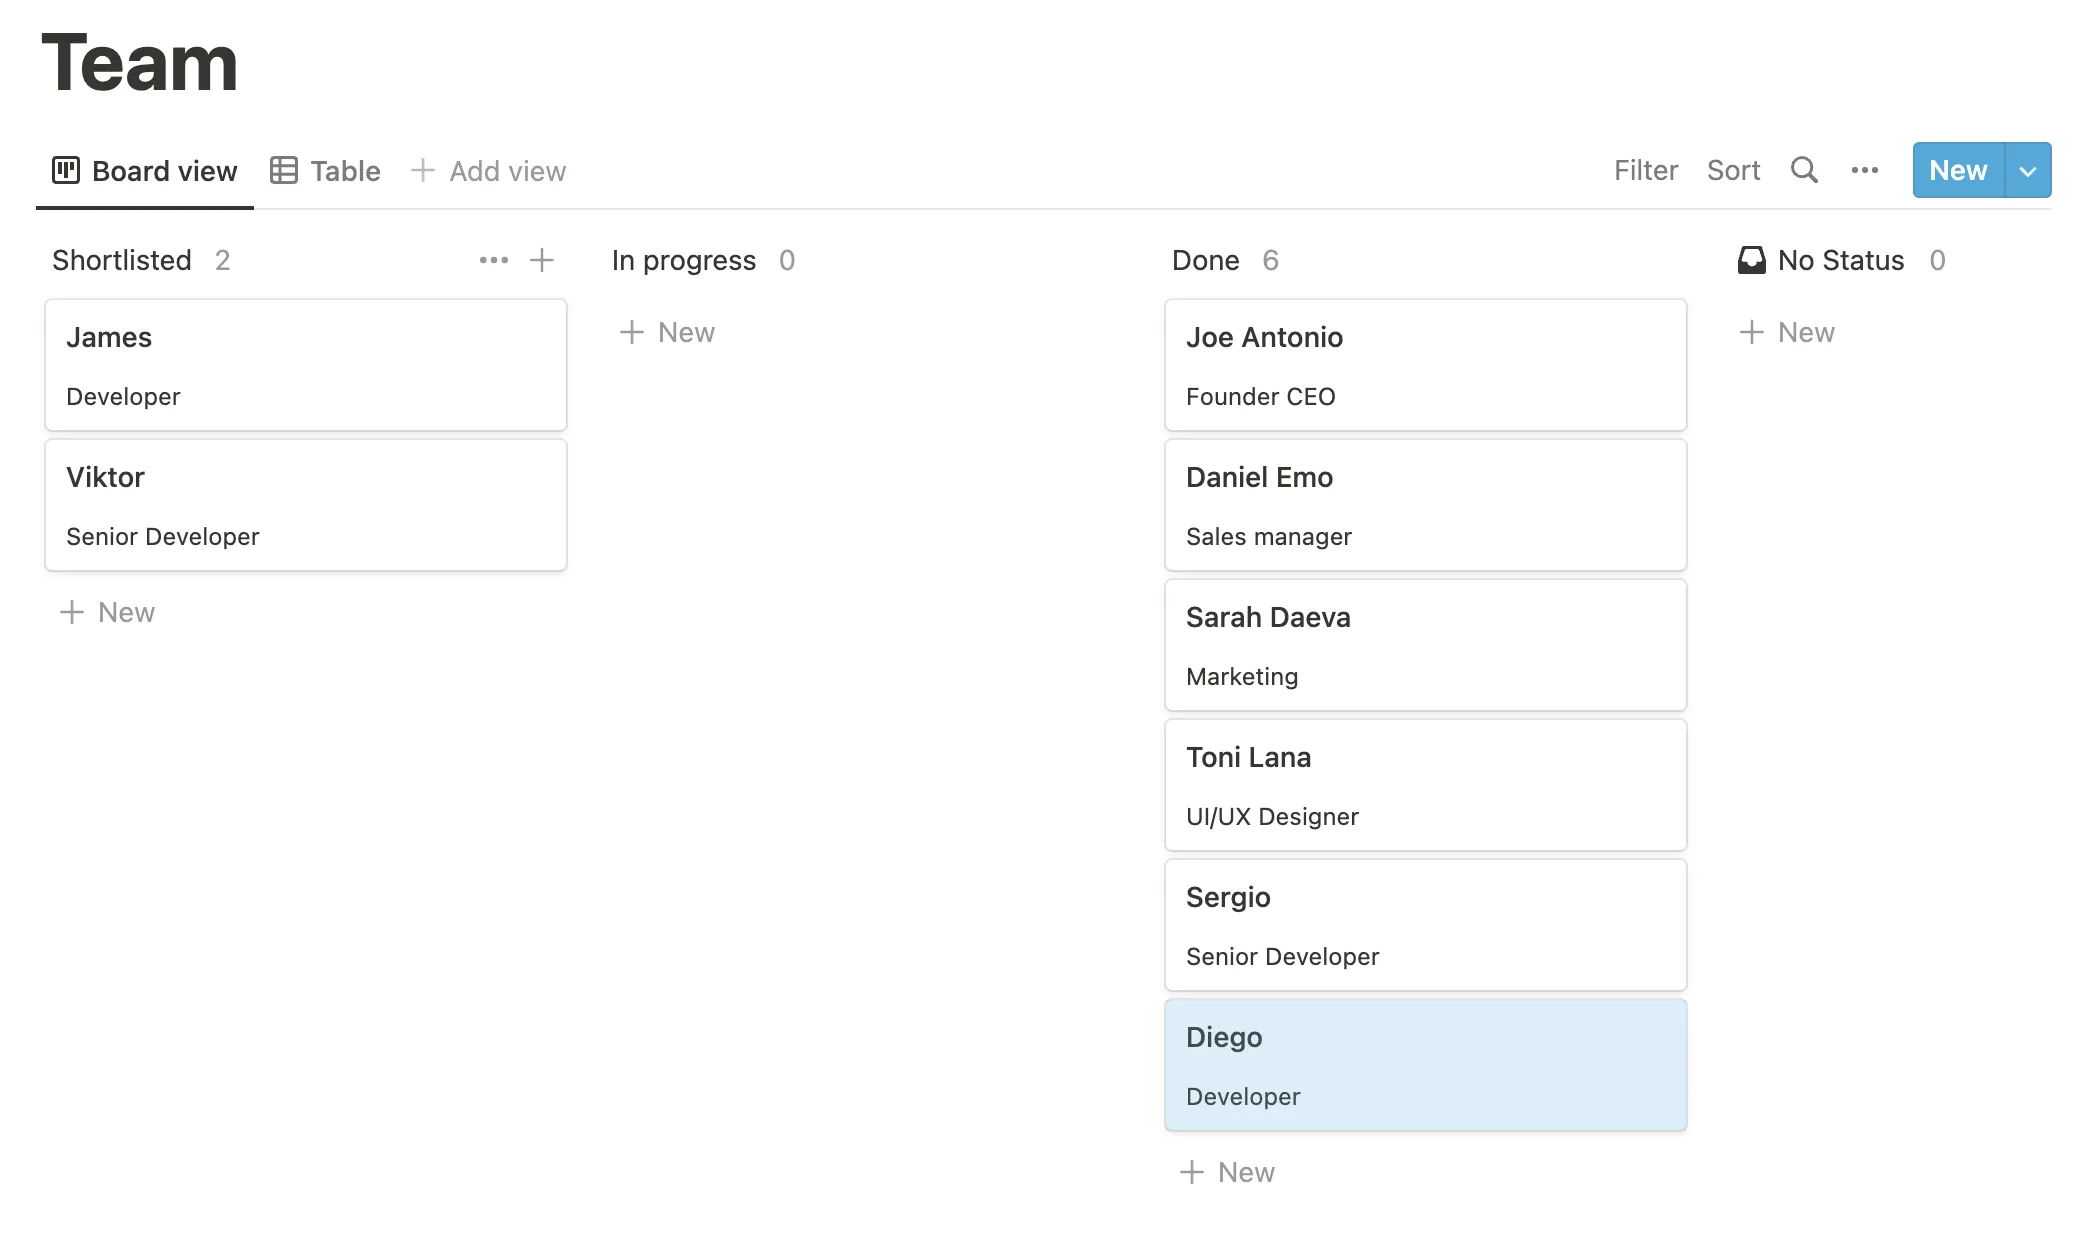 Team
Board view Table + Add view Filter Sort New
Shortlisted 2
James
Developer
Viktor
Senior Developer
+ New
In progress 0
+ New
Done 6
Joe Antonio
Founder CEO
Daniel Emo
Sales manager
Sarah Daeva
Marketing
Toni Lana
UI/UX Designer
Sergio
Senior Developer
Diego
Developer
+ New
No Status 0
+ New